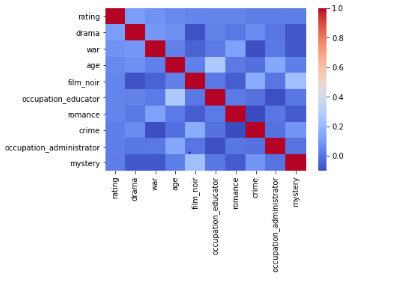 rating
drama
war
age
film_noir
occupation_educator
romance
crime
occupation_administrator
mystery
1.0
0.8
0.6
0.4
0.2
0.0
rating
drama
war
age
film_noir
occupation_educator
romance
crime
occupation_administrator
mystery